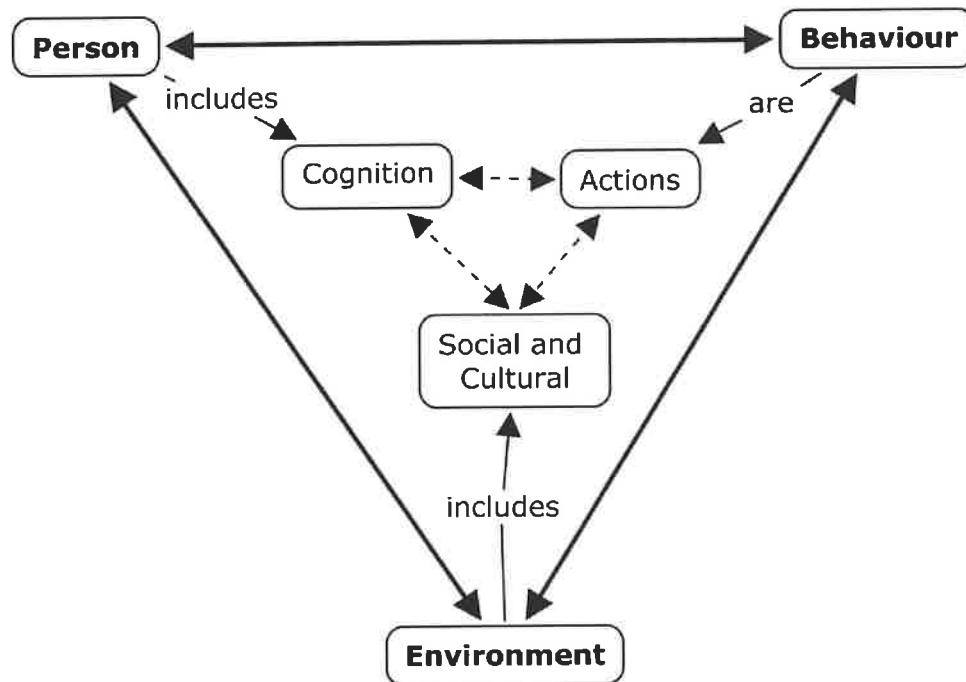 Person
Behaviour
includes
are
Cognition
Actions
Social and
Cultural
includes
Environment